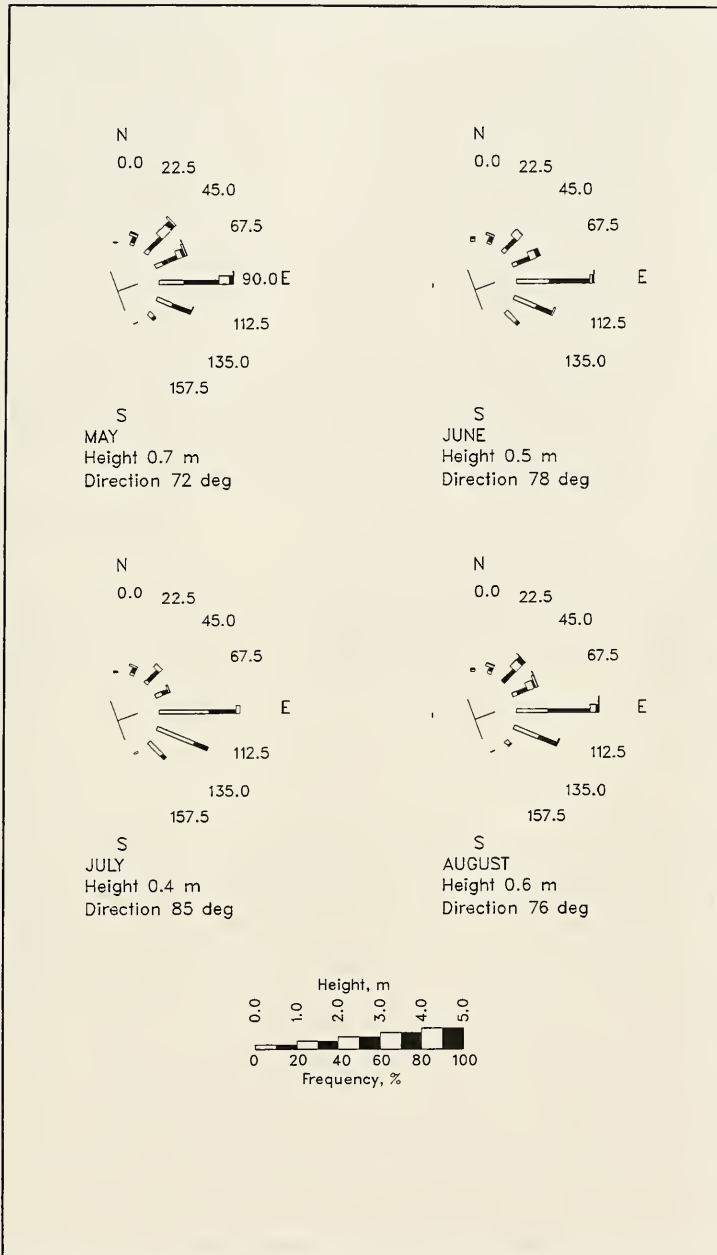 N
0.0 22.5
45.0
67.5
90.0 E
112.5
135.0
157.5
S
MAY
Height 0.7 m
Direction 72 deg
N
0.0 22.5
45.0
67.5
E
112.5
135.0
S
JUNE
Height 0.5 m
Direction 78 deg
N
0.0 22.5
45.0
67.5
E
112.5
135.0
157.5
S
JULY
Height 0.4 m
Direction 85 deg
N
0.0 22.5
45.0
67.5
E
112.5
135.0
157.5
S
AUGUST
Height 0.6 m
Direction 76 deg
Height, m
0.0 1.0 2.0 3.0 4.0 5.0
0 20 40 60 80 100
Frequency, %